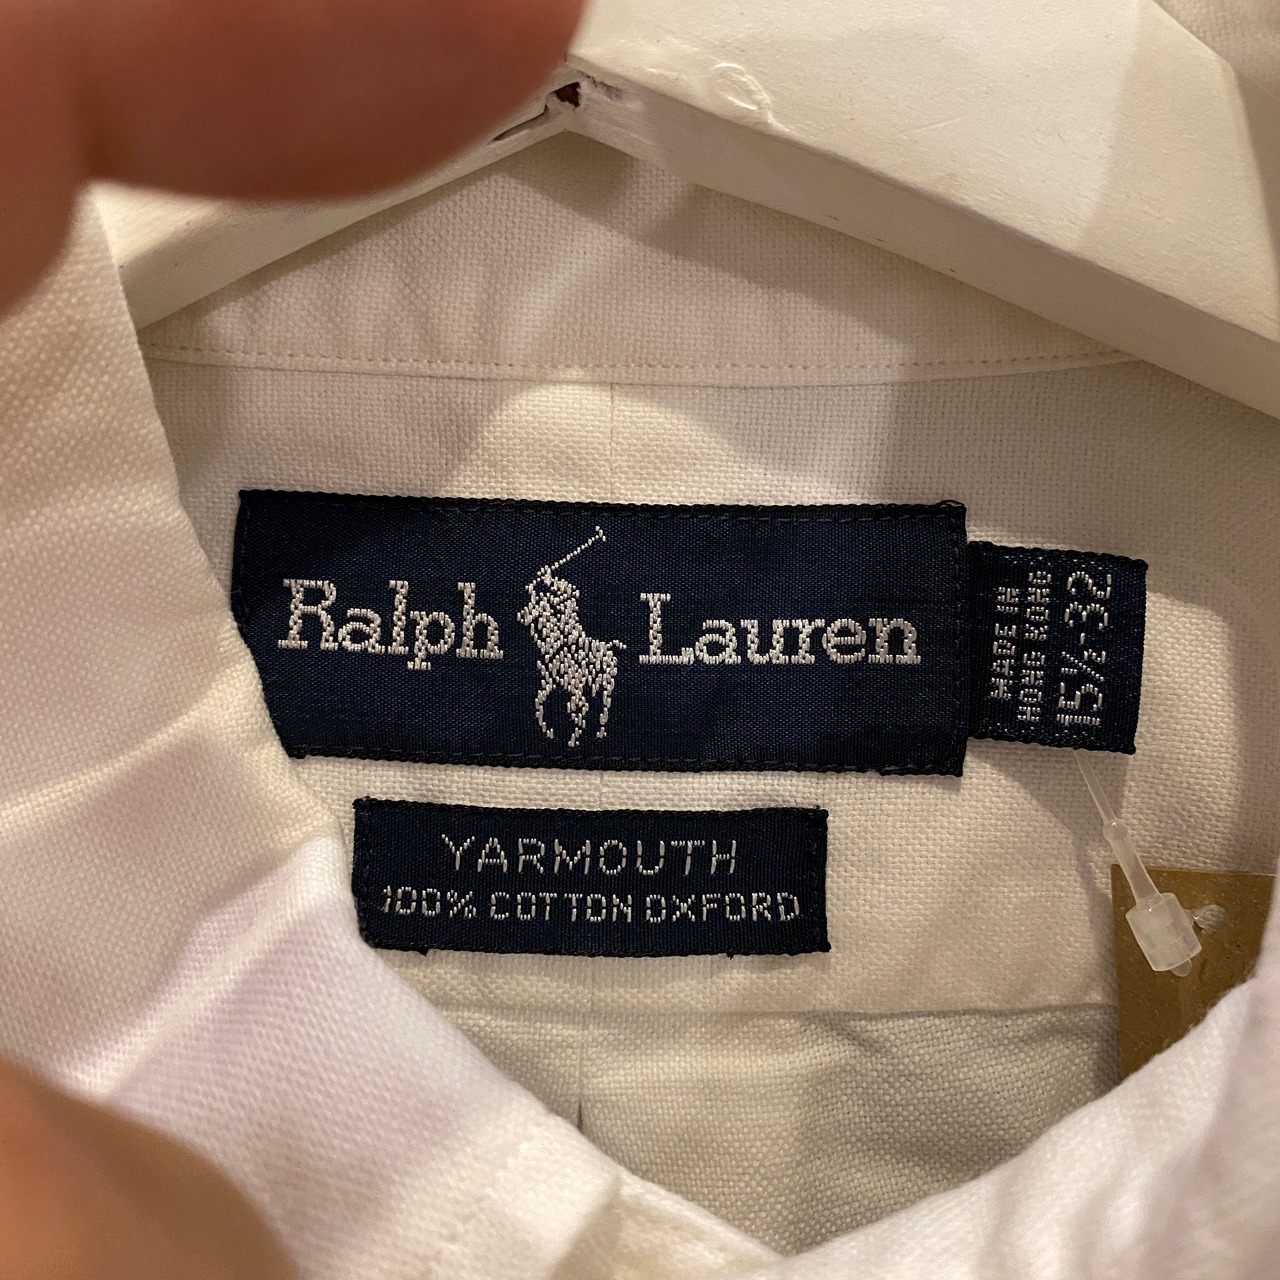 Ralph Lauren
MADE IN
HONG KONG
15½-32
YARMOUTH
100% COTTON OXFORD